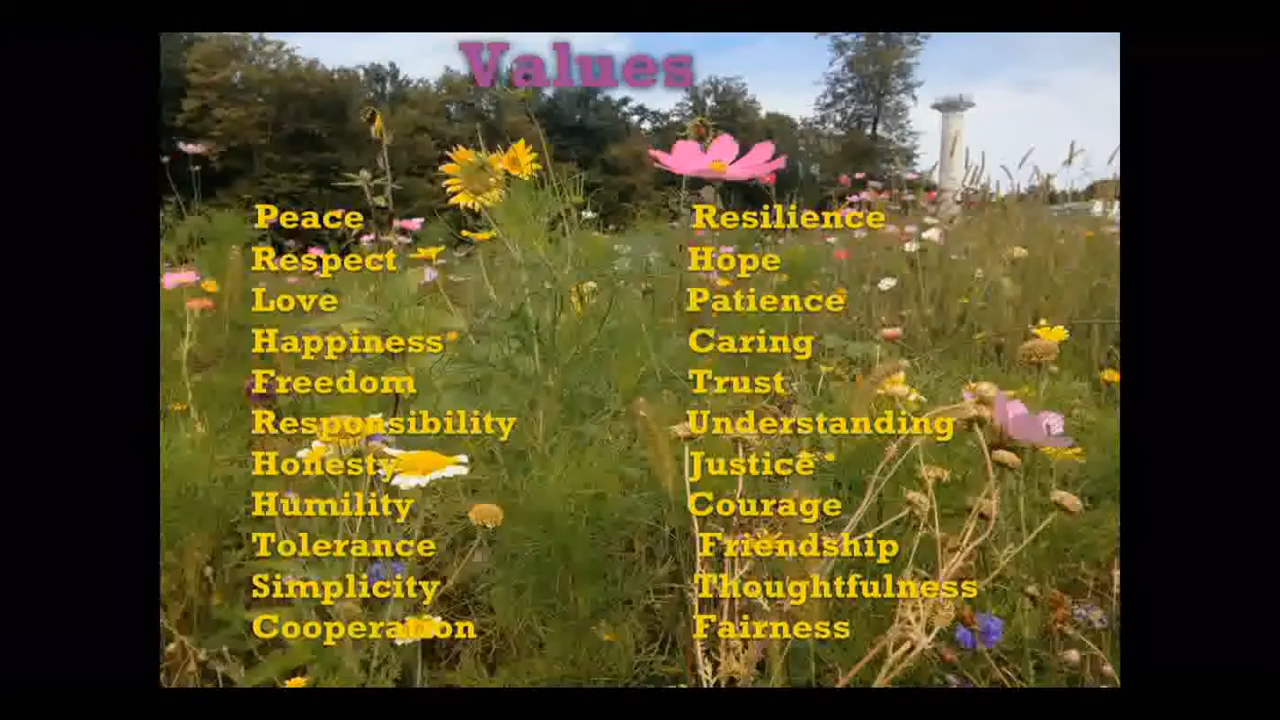 Values
Peace
Respect
Love
Happiness
Freedom
Responsibility
Honesty
Humility
Tolerance
Simplicity
Cooperation
Resilience
Hope
Patience
Caring
Trust
Understanding
Justice
Courage
Friendship
Thoughtfulness
Fairness